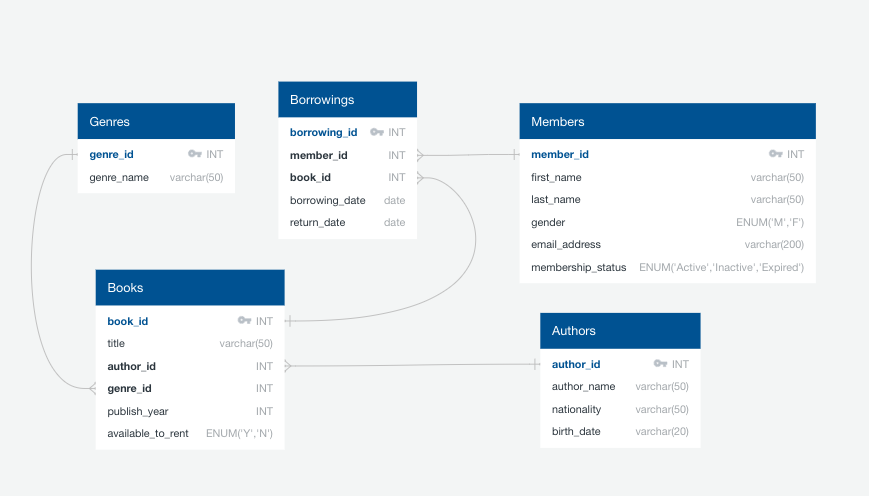 Genres
genre_id INT
genre_name varchar(50)
Borrowings
borrowing_id INT
member_id INT
book_id INT
borrowing_date date
return_date date
Members
member_id INT
first_name varchar(50)
last_name varchar(50)
gender ENUM('M','F')
email_address varchar(200)
membership_status ENUM('Active','Inactive','Expired')
Books
book_id INT
title varchar(50)
author_id INT
genre_id INT
publish_year INT
available_to_rent ENUM('Y','N')
Authors
author_id INT
author_name varchar(50)
nationality varchar(50)
birth_date varchar(20)